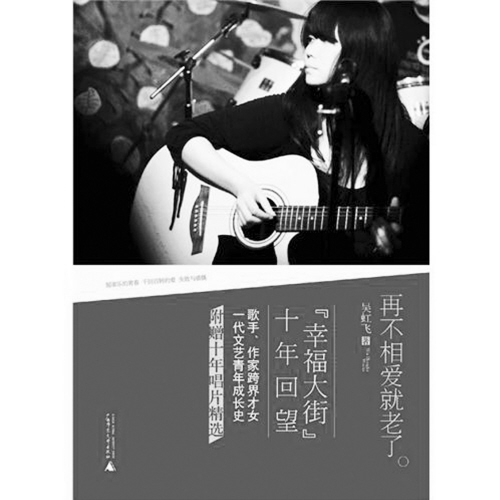 再不相爱就老了。
吴虹飞 著
『幸福大街』
十年回望
歌手、作家跨界才女
一代文艺青年成长史
附赠十年唱片精选